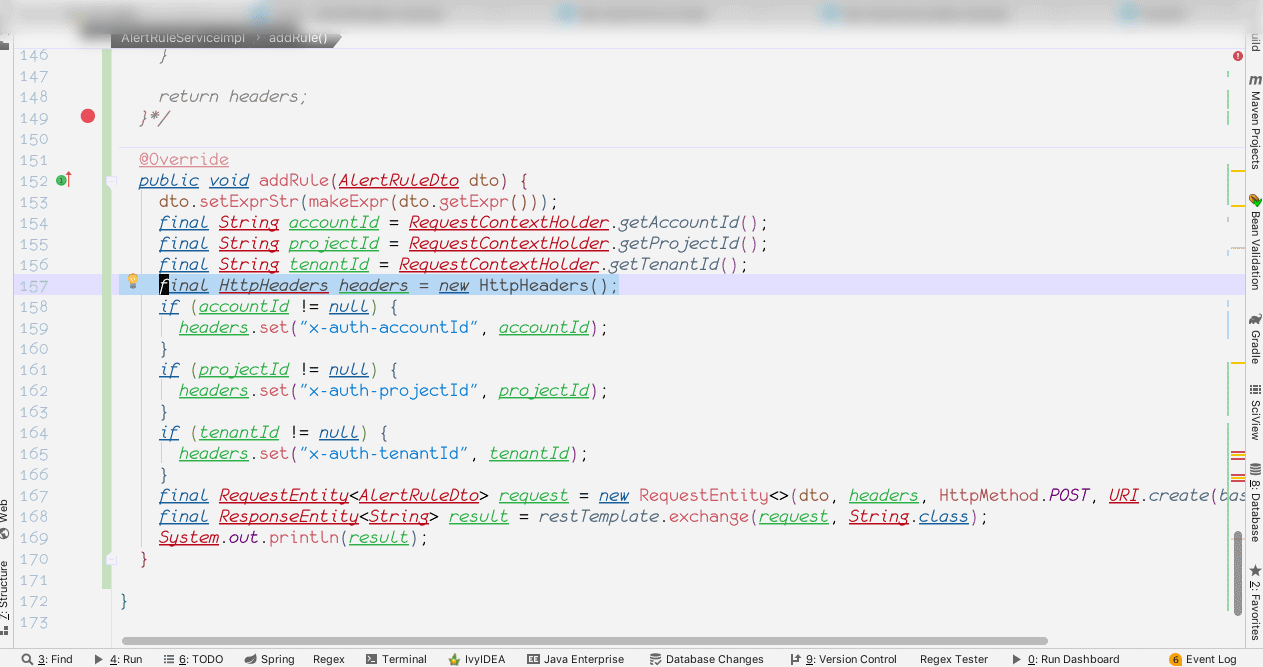 AlertRuleServiceImpl › addRule()
146 }
147
148 return headers;
149 }*/
150
151 @Override
152 public void addRule(AlertRuleDto dto) {
153 dto.setExprStr(makeExpr(dto.getExpr()));
154 final String accountId = RequestContextHolder.getAccountId();
155 final String projectId = RequestContextHolder.getProjectId();
156 final String tenantId = RequestContextHolder.getTenantId();
157 final HttpHeaders headers = new HttpHeaders();
158 if (accountId != null) {
159 headers.set("x-auth-accountId", accountId);
160 }
161 if (projectId != null) {
162 headers.set("x-auth-projectId", projectId);
163 }
164 if (tenantId != null) {
165 headers.set("x-auth-tenantId", tenantId);
166 }
167 final RequestEntity<AlertRuleDto> request = new RequestEntity<>(dto, headers, HttpMethod.POST, URI.create(bas
168 final ResponseEntity<String> result = restTemplate.exchange(request, String.class);
169 System.out.println(result);
170 }
171
172 }
173
Web
7: Structure
uild
Maven Projects
Bean Validation
Gradle
SciView
8: Database
2: Favorites
3: Find 4: Run 6: TODO Spring Regex Terminal IvyIDEA Java Enterprise Database Changes 9: Version Control Regex Tester 0: Run Dashboard 6 Event Log